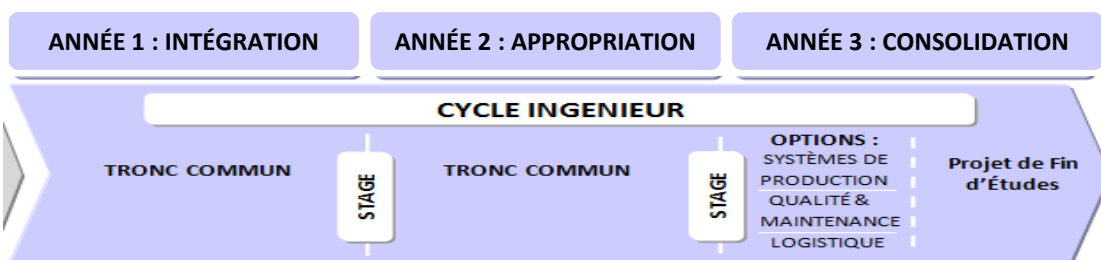 ANNÉE 1 : INTÉGRATION
ANNÉE 2 : APPROPRIATION
ANNÉE 3 : CONSOLIDATION
CYCLE INGENIEUR
TRONC COMMUN
STAGE
TRONC COMMUN
STAGE
OPTIONS :
SYSTÈMES DE
PRODUCTION
QUALITÉ &
MAINTENANCE
LOGISTIQUE
Projet de Fin
d'Études